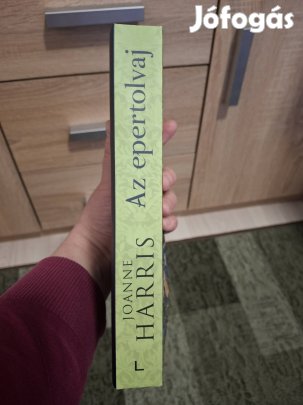 Jófogás
JOANNE
HARRIS
Az epertolvaj